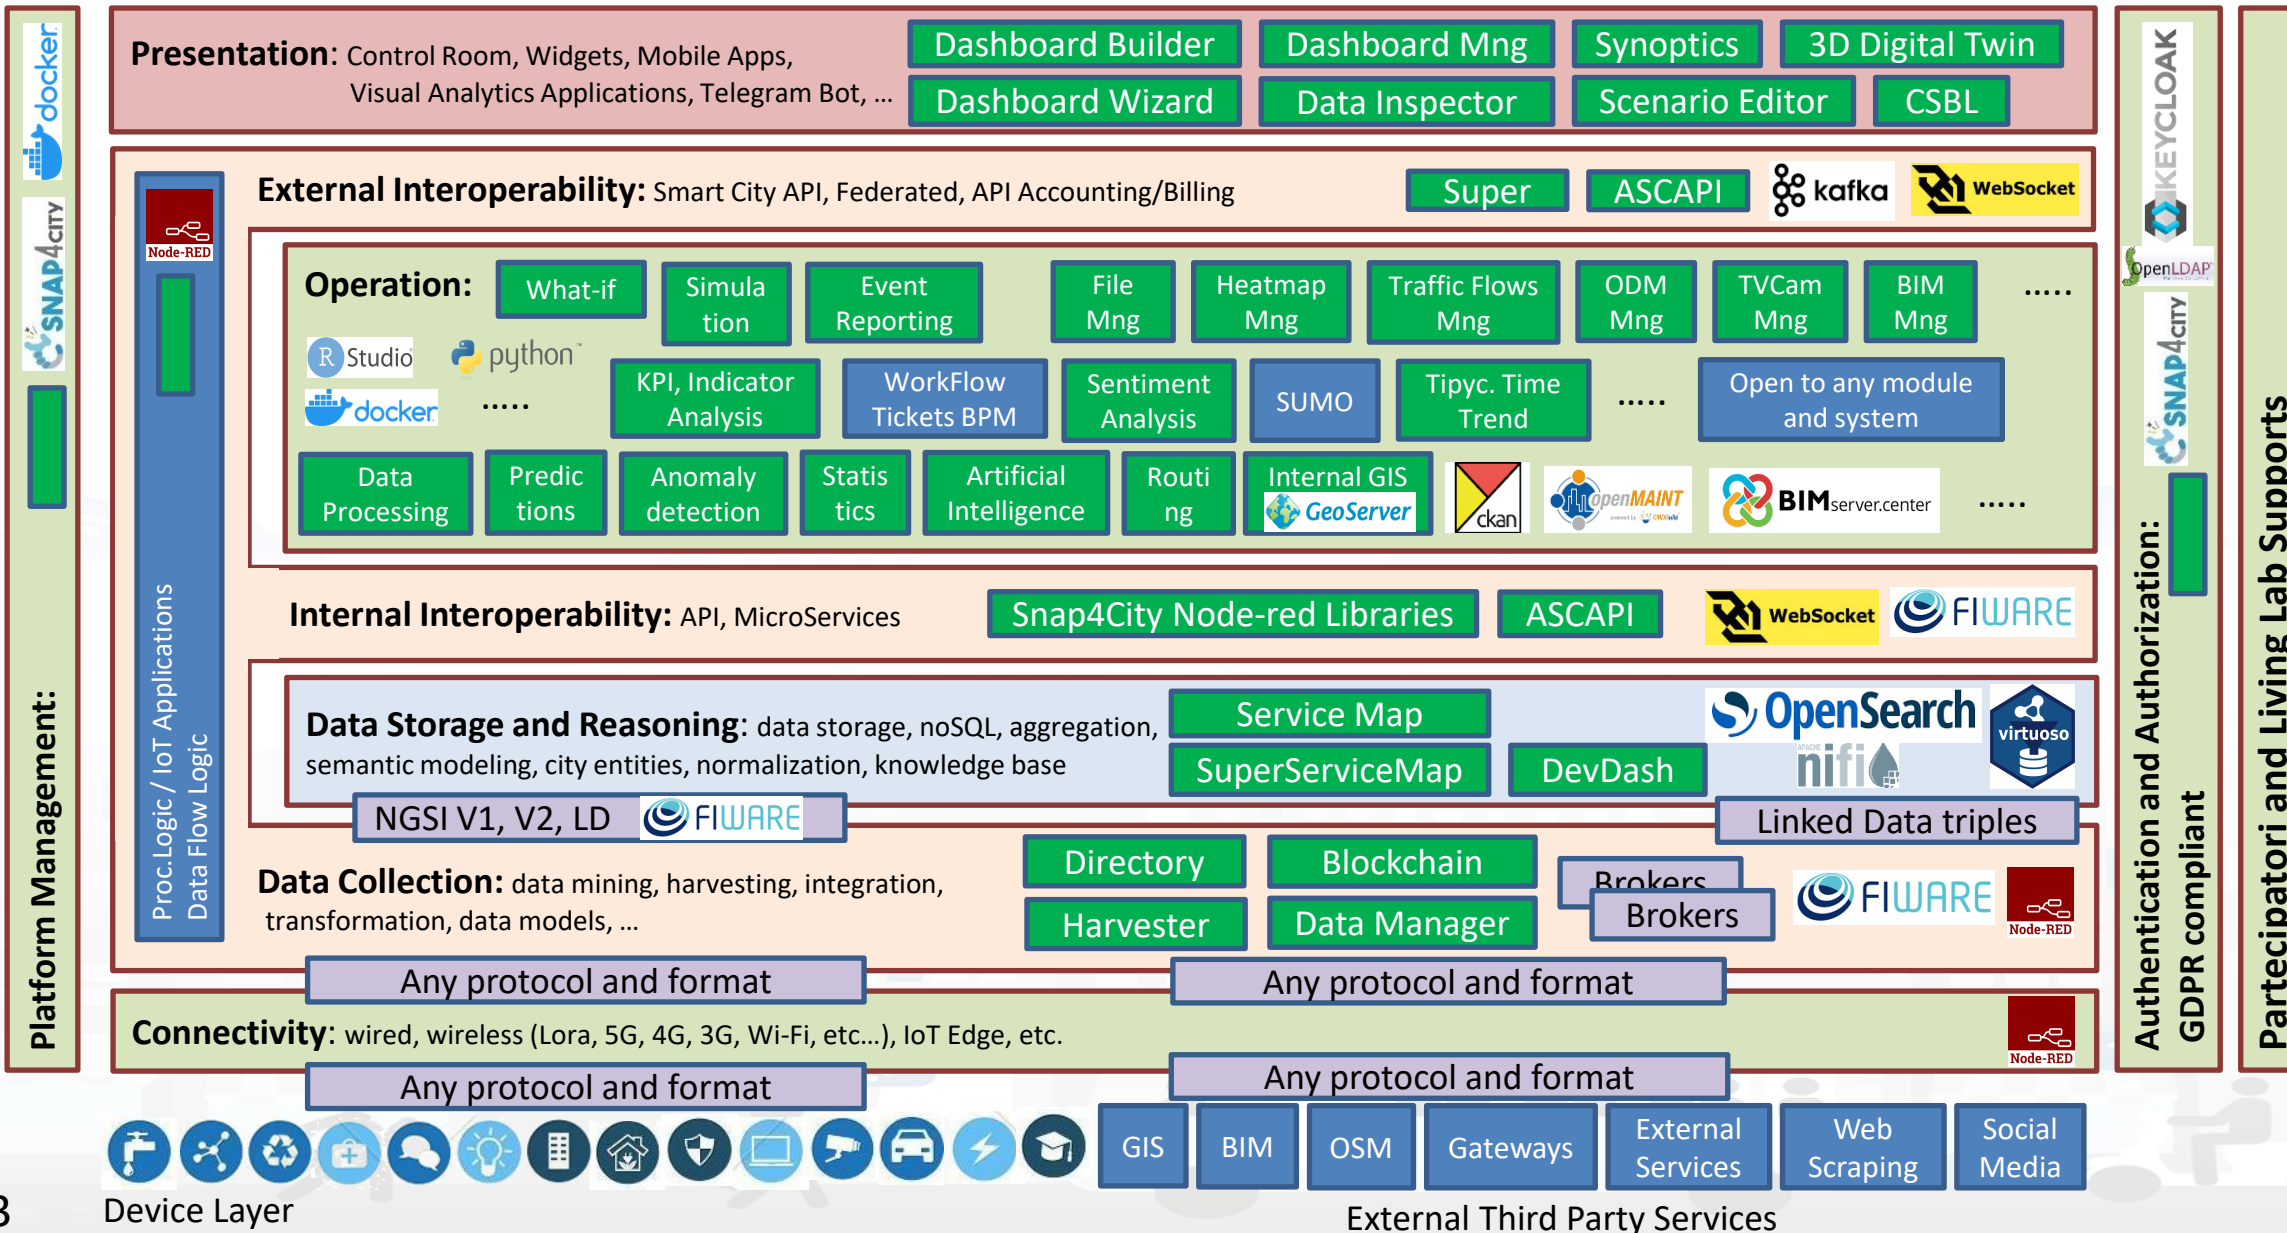 docker
SNAP4CITY
Platform Management:
Presentation: Control Room, Widgets, Mobile Apps,
Visual Analytics Applications, Telegram Bot, ...
Dashboard Builder
Dashboard Mng
Synoptics
3D Digital Twin
Dashboard Wizard
Data Inspector
Scenario Editor
CSBL
Node-RED
Proc.Logic / IoT Applications
Data Flow Logic
External Interoperability: Smart City API, Federated, API Accounting/Billing
Super
ASCAPI
kafka
WebSocket
Operation:
What-if
Simula
tion
Event
Reporting
File
Mng
Heatmap
Mng
Traffic Flows
Mng
ODM
Mng
TVCam
Mng
BIM
Mng
.....
R Studio
python
docker
.....
KPI, Indicator
Analysis
WorkFlow
Tickets BPM
Sentiment
Analysis
SUMO
Tipyc. Time
Trend
.....
Open to any module
and system
Data
Processing
Predic
tions
Anomaly
detection
Statis
tics
Artificial
Intelligence
Routi
ng
Internal GIS
GeoServer
ckan
openMAINT
powered by CMDBuild
BIMserver.center
.....
Internal Interoperability: API, MicroServices
Snap4City Node-red Libraries
ASCAPI
WebSocket
FIWARE
Data Storage and Reasoning: data storage, noSQL, aggregation,
semantic modeling, city entities, normalization, knowledge base
Service Map
SuperServiceMap
DevDash
OpenSearch
APACHE
nifi
virtuoso
NGSI V1, V2, LD FIWARE
Linked Data triples
Data Collection: data mining, harvesting, integration,
transformation, data models, ...
Directory
Blockchain
Brokers
Harvester
Data Manager
Brokers
FIWARE
Node-RED
Any protocol and format
Any protocol and format
Connectivity: wired, wireless (Lora, 5G, 4G, 3G, Wi-Fi, etc...), IoT Edge, etc.
Node-RED
Any protocol and format
Any protocol and format
GIS
BIM
OSM
Gateways
External
Services
Web
Scraping
Social
Media
3
Device Layer
External Third Party Services
KEYCLOAK
OpenLDAP
SNAP4CITY
Authentication and Authorization:
GDPR compliant
Partecipatori and Living Lab Supports